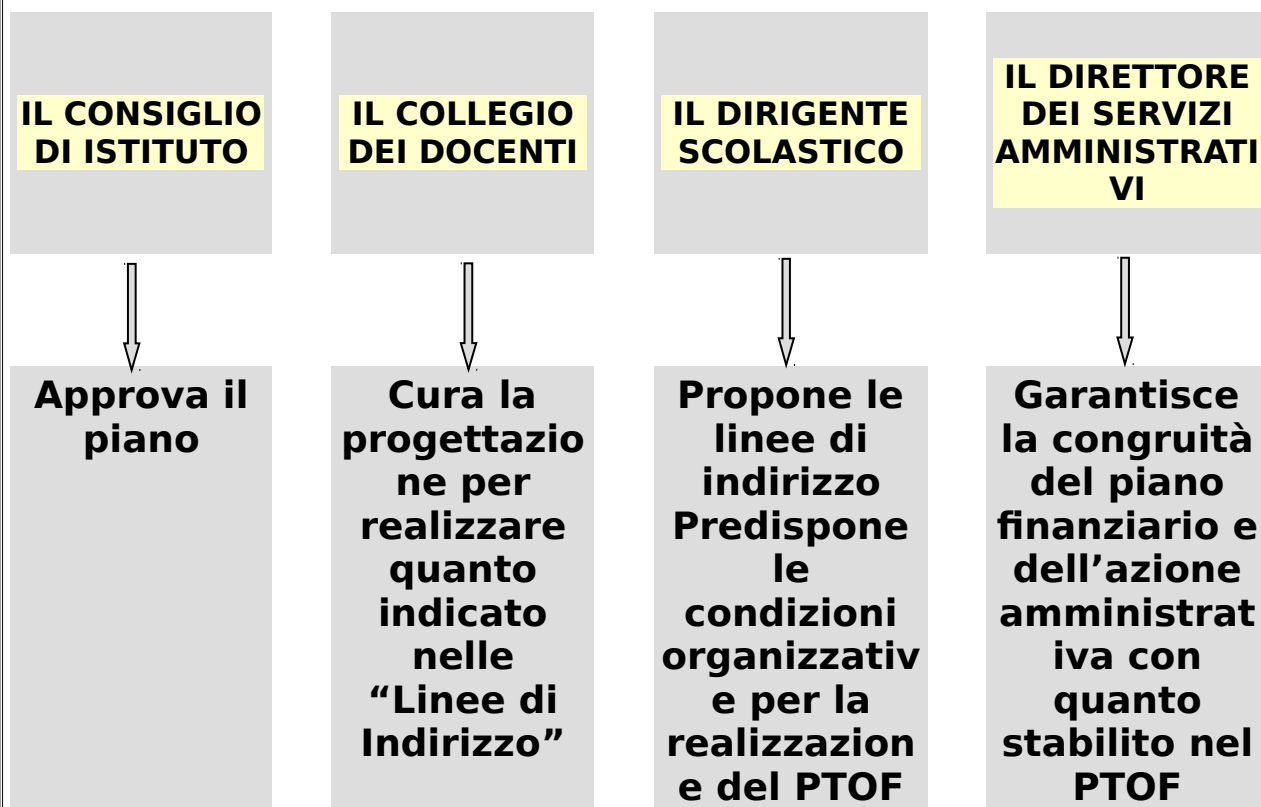 IL CONSIGLIO
DI ISTITUTO
IL COLLEGIO
DEI DOCENTI
IL DIRIGENTE
SCOLASTICO
IL DIRETTORE
DEI SERVIZI
AMMINISTRATI
VI
Approva il
piano
Cura la
progettazio
ne per
realizzare
quanto
indicato
nelle
“Linee di
Indirizzo”
Propone le
linee di
indirizzo
Predispone
le
condizioni
organizzativ
e per la
realizzazion
e del PTOF
Garantisce
la congruità
del piano
finanziario e
dell’azione
amministrat
iva con
quanto
stabilito nel
PTOF